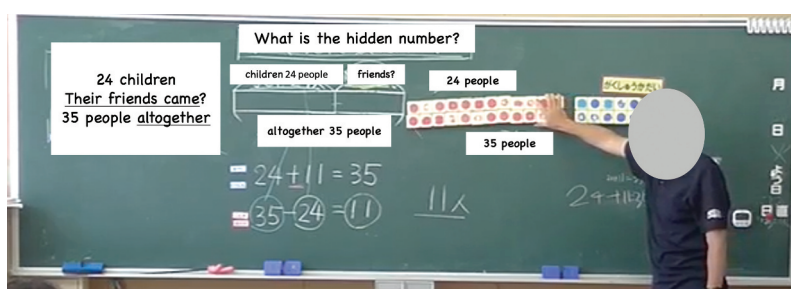 What is the hidden number?
24 children
Their friends came?
35 people altogether
children 24 people
friends?
24 people
altogether 35 people
35 people
がくしゅうかだい
24+11=35
35-24=11
11人
月
日
日直